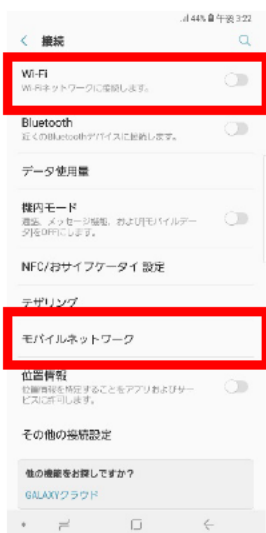 44% 午後 3:22
接続
Wi-Fi
Wi-Fiネットワークに接続します。
Bluetooth
近くのBluetoothデバイスに接続します。
データ使用量
機内モード
通話、メッセージ機能、およびモバイルデー
タをOFFにします。
NFC/おサイフケータイ 設定
テザリング
モバイルネットワーク
位置情報
位置情報を特定することをアプリおよびサー
ビスに許可します。
その他の接続設定
他の機能をお探しですか？
GALAXYクラウド